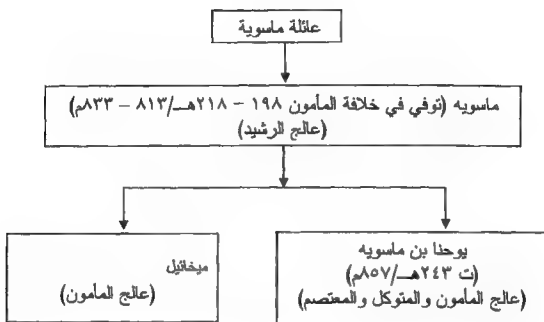 عائلة ماسوية
ماسويه (توفي في خلافة المأمون ١٩٨ – ٢١٨هـ/٨١٣ – ٨٣٣م)
(عالج الرشيد)
يوحنا بن ماسويه
(ت ٢٤٣هـ/٨٥٧م)
(عالج المأمون والمتوكل والمعتصم)
ميخائيل
(عالج المأمون)